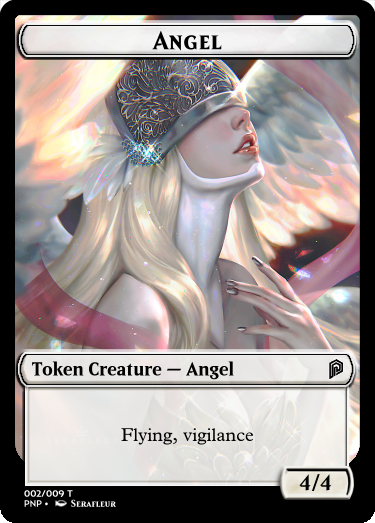 Angel
Token Creature — Angel
Flying, vigilance
4/4
002/009 T
PNP • Serafleur